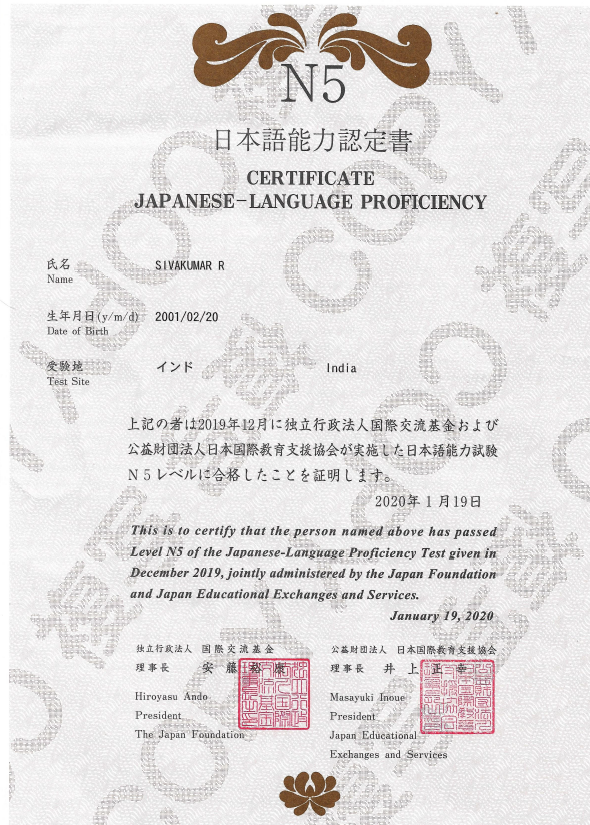 N5
日本語能力認定書
CERTIFICATE
JAPANESE-LANGUAGE PROFICIENCY
氏名 SIVAKUMAR R
Name
生年月日(y/m/d) 2001/02/20
Date of Birth
受験地 インド India
Test Site
上記の者は2019年12月に独立行政法人国際交流基金および
公益財団法人日本国際教育支援協会が実施した日本語能力試験
N5レベルに合格したことを証明します。
2020年1月19日
This is to certify that the person named above has passed
Level N5 of the Japanese-Language Proficiency Test given in
December 2019, jointly administered by the Japan Foundation
and Japan Educational Exchanges and Services.
January 19, 2020
独立行政法人 国際交流基金
理事長 安藤裕康
Hiroyasu Ando
President
The Japan Foundation
公益財団法人 日本国際教育支援協会
理事長 井上正幸
Masayuki Inoue
President
Japan Educational
Exchanges and Services
COPY
複写